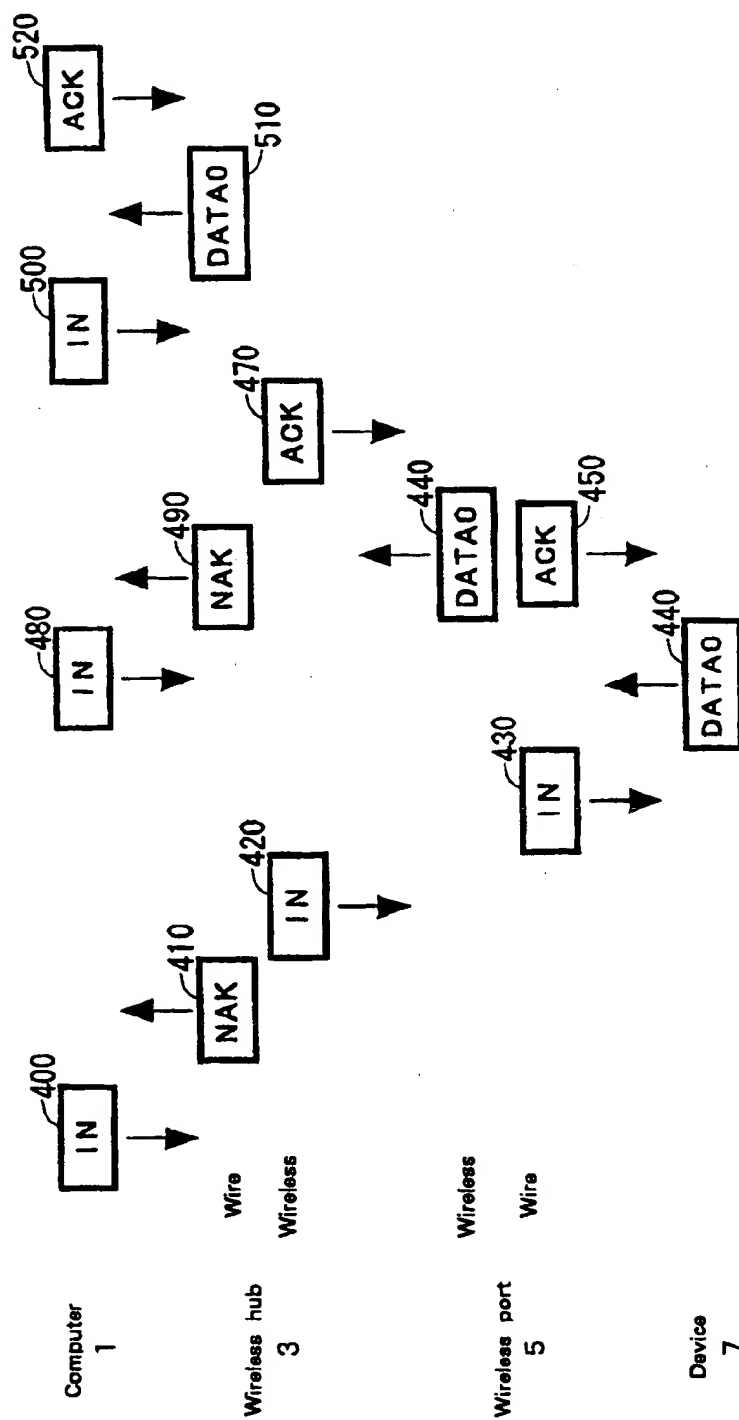 Computer
1
IN
400
IN
480
IN
500
ACK
520
Wireless hub
3
Wire
NAK
410
NAK
490
DATA0
510
Wireless
IN
420
ACK
470
Wireless port
5
Wireless
DATA0
440
Wire
IN
430
ACK
450
Device
7
DATA0
440